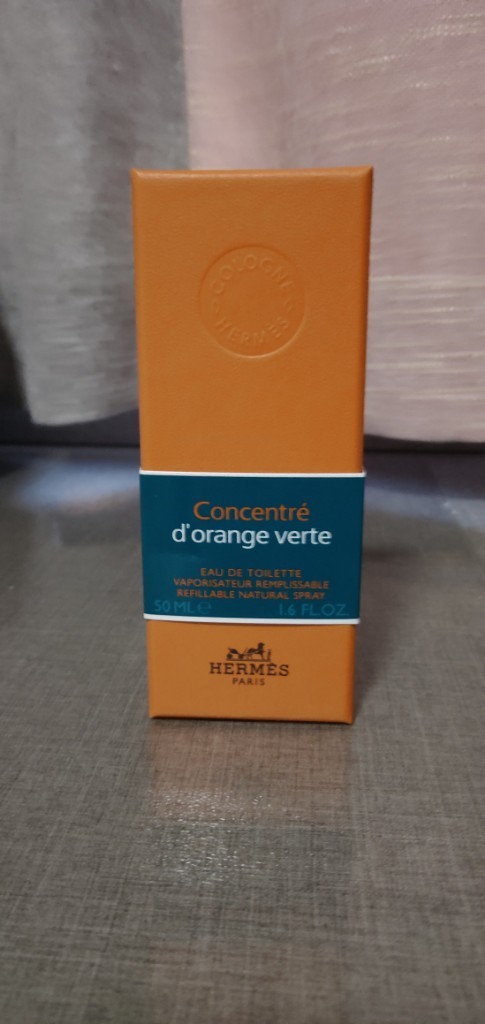 COLOGNE
HERMÈS
Concentré
d'orange verte
EAU DE TOILETTE
VAPORISATEUR REMPLISSABLE
REFILLABLE NATURAL SPRAY
50 ML ℮ 1.6 FL.OZ.
HERMÈS
PARIS